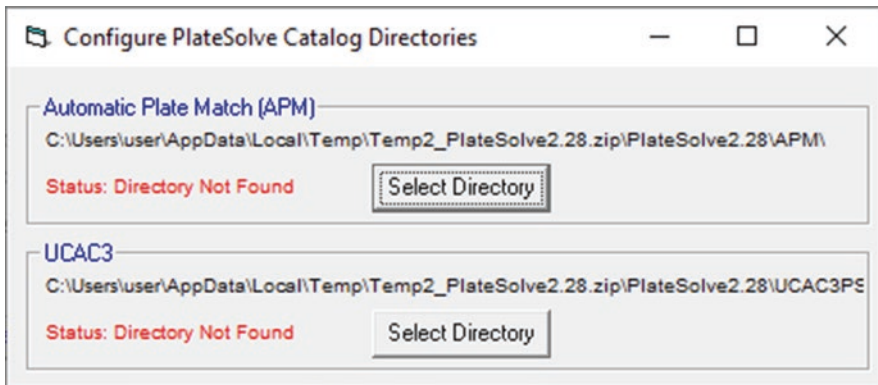 Configure PlateSolve Catalog Directories
Automatic Plate Match (APM)
C:\Users\user\AppData\Local\Temp\Temp2_PlateSolve2.28.zip\PlateSolve2.28\APM\
Status: Directory Not Found
Select Directory
UCAC3
C:\Users\user\AppData\Local\Temp\Temp2_PlateSolve2.28.zip\PlateSolve2.28\UCAC3PS
Status: Directory Not Found
Select Directory